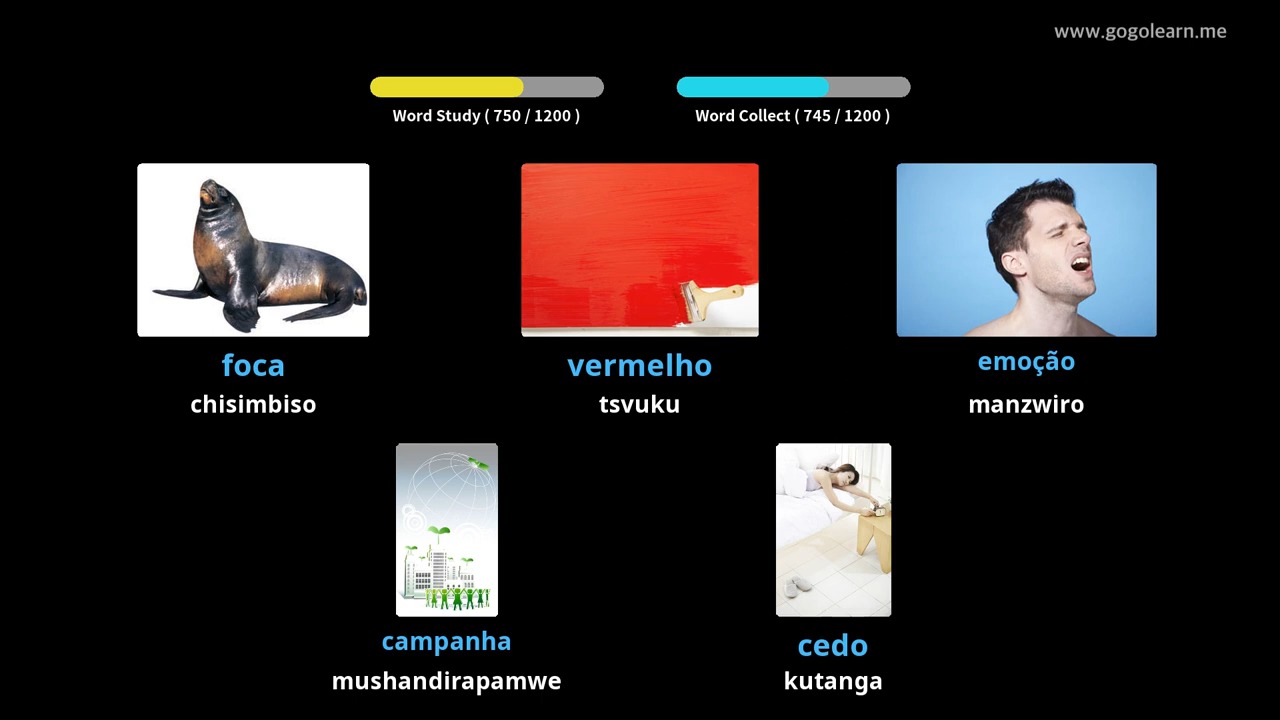 www.gogolearn.me
Word Study ( 750 / 1200 )
Word Collect ( 745 / 1200 )
foca
chisimbiso
vermelho
tsvuku
emoção
manzwiro
campanha
mushandirapamwe
cedo
kutanga